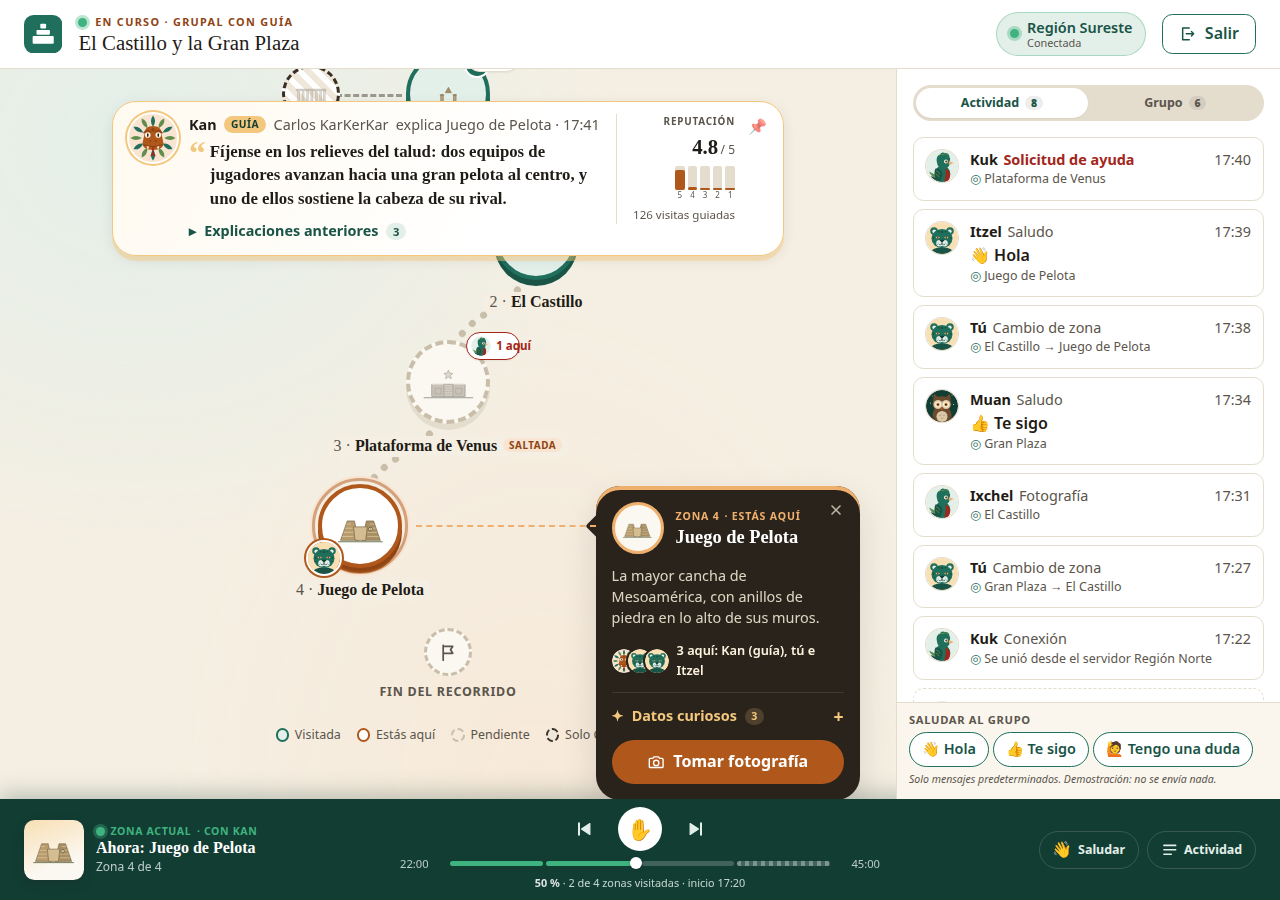 EN CURSO · GRUPAL CON GUÍA
El Castillo y la Gran Plaza
Región Sureste
Conectada
Salir
Kan GUÍA Carlos KarKerKar explica Juego de Pelota · 17:41
“ Fíjense en los relieves del talud: dos equipos de
jugadores avanzan hacia una gran pelota al centro, y
uno de ellos sostiene la cabeza de su rival.
▸ Explicaciones anteriores 3
REPUTACIÓN
4.8 / 5
5 4 3 2 1
126 visitas guiadas
2 · El Castillo
1 aquí
3 · Plataforma de Venus SALTADA
4 · Juego de Pelota
FIN DEL RECORRIDO
Visitada Estás aquí Pendiente Solo
ZONA 4 · ESTÁS AQUÍ
Juego de Pelota
La mayor cancha de
Mesoamérica, con anillos de
piedra en lo alto de sus muros.
3 aquí: Kan (guía), tú e
Itzel
Datos curiosos 3 +
Tomar fotografía
Actividad 8
Grupo 6
Kuk Solicitud de ayuda 17:40
Plataforma de Venus
Itzel Saludo 17:39
👋 Hola
Juego de Pelota
Tú Cambio de zona 17:38
El Castillo → Juego de Pelota
Muan Saludo 17:34
👍 Te sigo
Gran Plaza
Ixchel Fotografía 17:31
El Castillo
Tú Cambio de zona 17:27
Gran Plaza → El Castillo
Kuk Conexión 17:22
Se unió desde el servidor Región Norte
SALUDAR AL GRUPO
👋 Hola
👍 Te sigo
🙋 Tengo una duda
Solo mensajes predeterminados. Demostración: no se envía nada.
ZONA ACTUAL · CON KAN
Ahora: Juego de Pelota
Zona 4 de 4
22:00
45:00
50 % · 2 de 4 zonas visitadas · inicio 17:20
👋 Saludar
Actividad